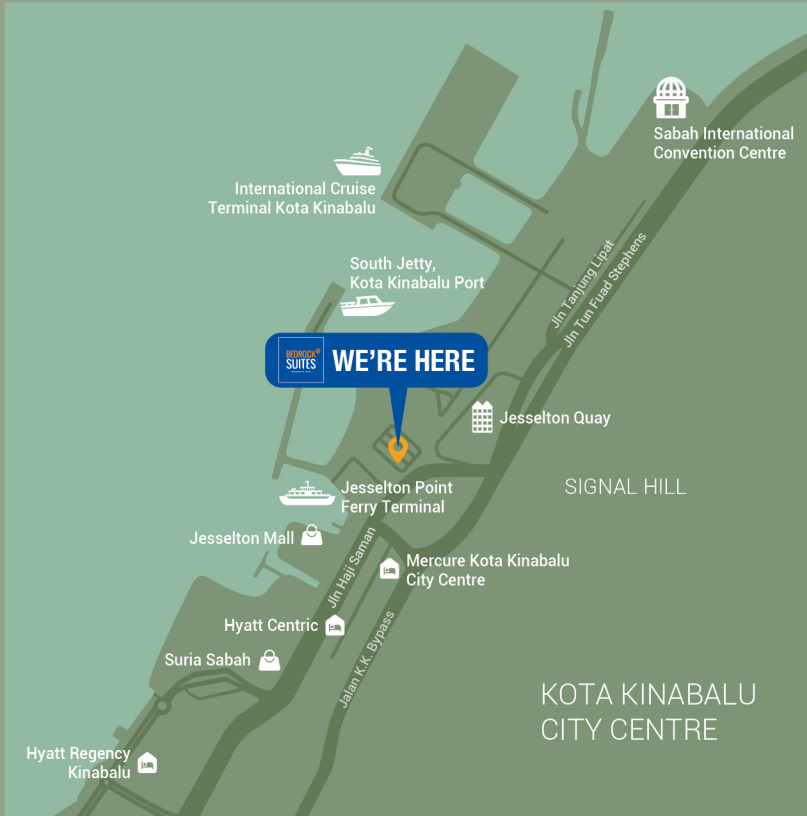 Sabah International
Convention Centre
International Cruise
Terminal Kota Kinabalu
Jln Tanjung Lipat
Jln Tun Fuad Stephens
South Jetty,
Kota Kinabalu Port
BEDROCK®
SUITES
WE'RE HERE
Jesselton Quay
SIGNAL HILL
Jesselton Point
Ferry Terminal
Jesselton Mall
Jln Haji Saman
Mercure Kota Kinabalu
City Centre
Hyatt Centric
Suria Sabah
Jalan K.K. Bypass
KOTA KINABALU
CITY CENTRE
Hyatt Regency
Kinabalu